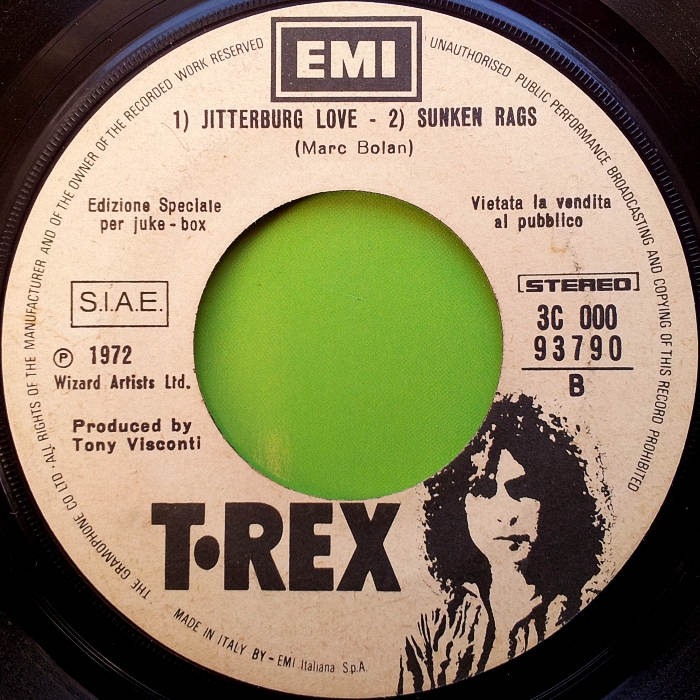 EMI
1) JITTERBURG LOVE - 2) SUNKEN RAGS
(Marc Bolan)
Edizione Speciale
per juke-box
Vietata la vendita
al pubblico
S.I.A.E.
STEREO
3C 000
93790
B
Ⓟ 1972
Wizard Artists Ltd.
Produced by
Tony Visconti
T•REX
THE GRAMOPHONE CO LTD · ALL RIGHTS OF THE MANUFACTURER AND OF THE OWNER OF THE RECORDED WORK RESERVED
UNAUTHORISED PUBLIC PERFORMANCE BROADCASTING AND COPYING OF THIS RECORD PROHIBITED
MADE IN ITALY BY - EMI Italiana S.p.A.